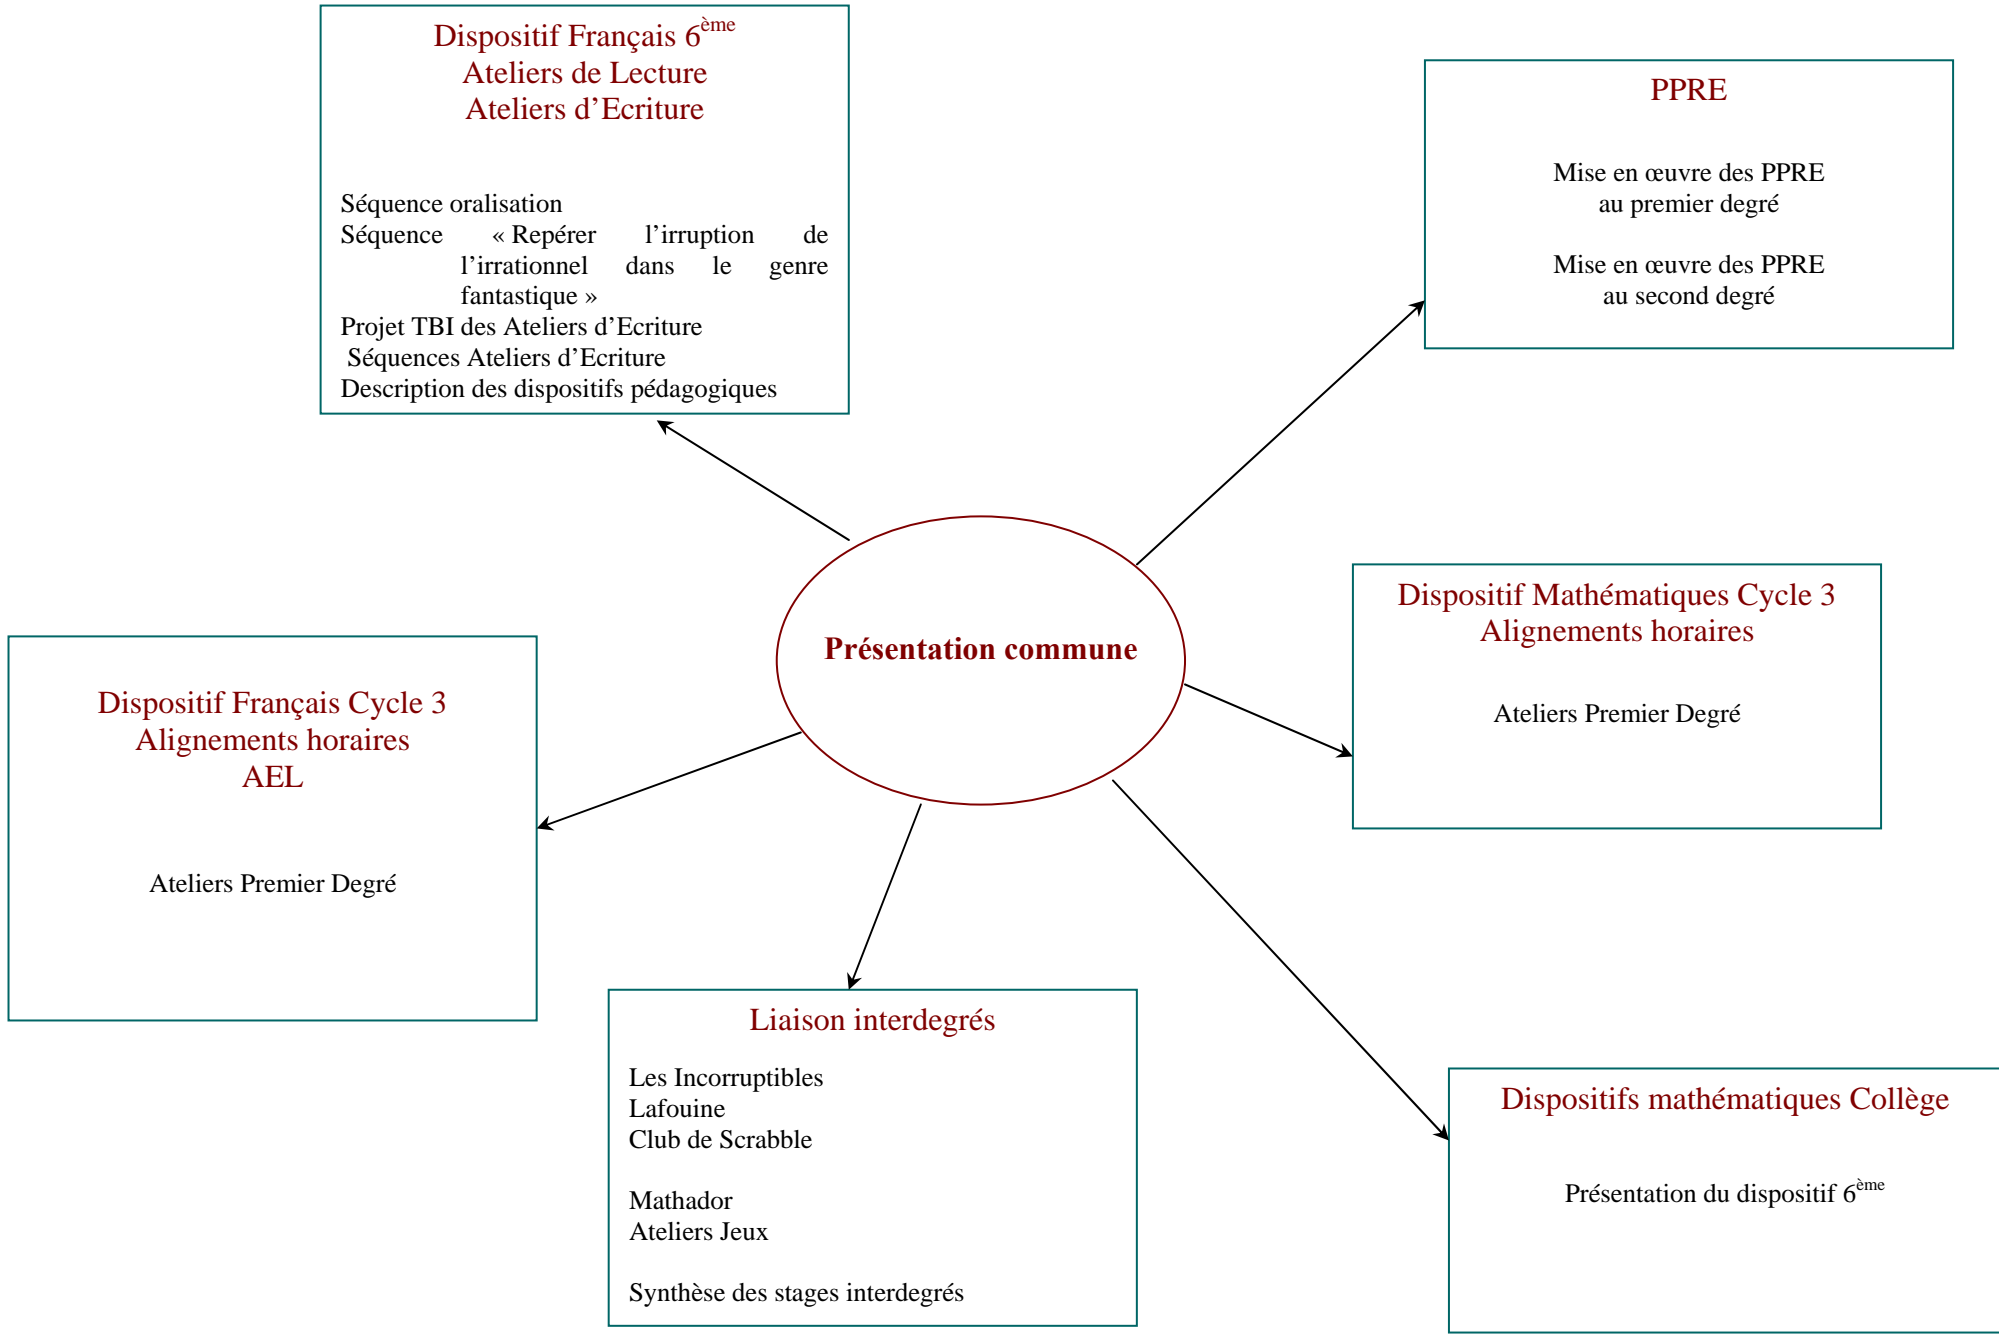 Dispositif Français 6ème
Ateliers de Lecture
Ateliers d’Ecriture
Séquence oralisation
Séquence « Repérer l’irruption de
l’irrationnel dans le genre
fantastique »
Projet TBI des Ateliers d’Ecriture
Séquences Ateliers d’Ecriture
Description des dispositifs pédagogiques
PPRE
Mise en œuvre des PPRE
au premier degré
Mise en œuvre des PPRE
au second degré
Présentation commune
Dispositif Mathématiques Cycle 3
Alignements horaires
Ateliers Premier Degré
Dispositif Français Cycle 3
Alignements horaires
AEL
Ateliers Premier Degré
Liaison interdegrés
Les Incorruptibles
Lafouine
Club de Scrabble
Mathador
Ateliers Jeux
Synthèse des stages interdegrés
Dispositifs mathématiques Collège
Présentation du dispositif 6ème